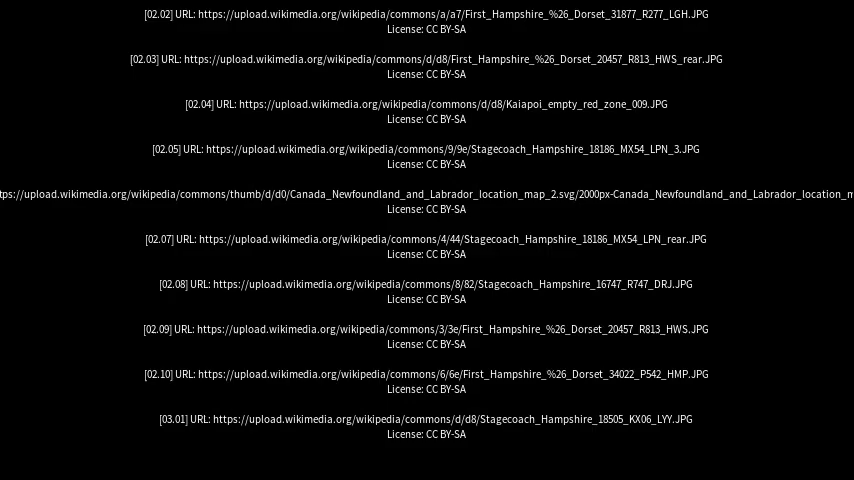 [02.02] URL: https://upload.wikimedia.org/wikipedia/commons/a/a7/First_Hampshire_%26_Dorset_31877_R277_LGH.JPG
License: CC BY-SA
[02.03] URL: https://upload.wikimedia.org/wikipedia/commons/d/d8/First_Hampshire_%26_Dorset_20457_R813_HWS_rear.JPG
License: CC BY-SA
[02.04] URL: https://upload.wikimedia.org/wikipedia/commons/d/d8/Kaiapoi_empty_red_zone_009.JPG
License: CC BY-SA
[02.05] URL: https://upload.wikimedia.org/wikipedia/commons/9/9e/Stagecoach_Hampshire_18186_MX54_LPN_3.JPG
License: CC BY-SA
tps://upload.wikimedia.org/wikipedia/commons/thumb/d/d0/Canada_Newfoundland_and_Labrador_location_map_2.svg/2000px-Canada_Newfoundland_and_Labrador_location_m
License: CC BY-SA
[02.07] URL: https://upload.wikimedia.org/wikipedia/commons/4/44/Stagecoach_Hampshire_18186_MX54_LPN_rear.JPG
License: CC BY-SA
[02.08] URL: https://upload.wikimedia.org/wikipedia/commons/8/82/Stagecoach_Hampshire_16747_R747_DRJ.JPG
License: CC BY-SA
[02.09] URL: https://upload.wikimedia.org/wikipedia/commons/3/3e/First_Hampshire_%26_Dorset_20457_R813_HWS.JPG
License: CC BY-SA
[02.10] URL: https://upload.wikimedia.org/wikipedia/commons/6/6e/First_Hampshire_%26_Dorset_34022_P542_HMP.JPG
License: CC BY-SA
[03.01] URL: https://upload.wikimedia.org/wikipedia/commons/d/d8/Stagecoach_Hampshire_18505_KX06_LYY.JPG
License: CC BY-SA